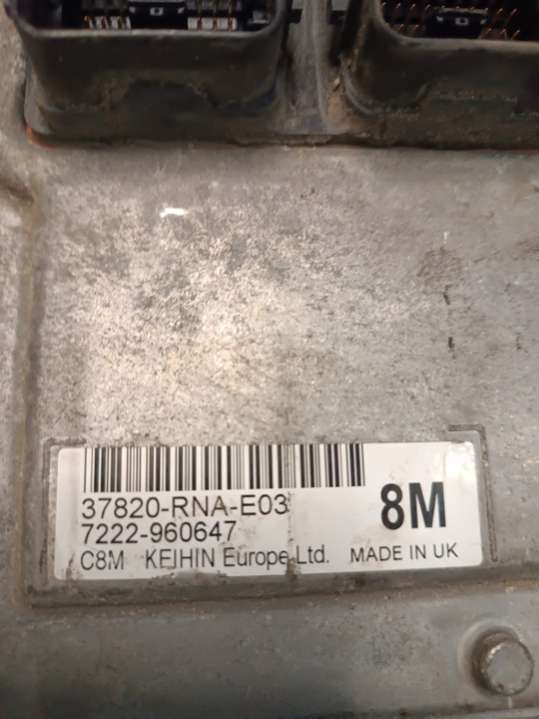 37820-RNA-E03
8M
7222-960647
C8M KEIHIN Europe Ltd. MADE IN UK